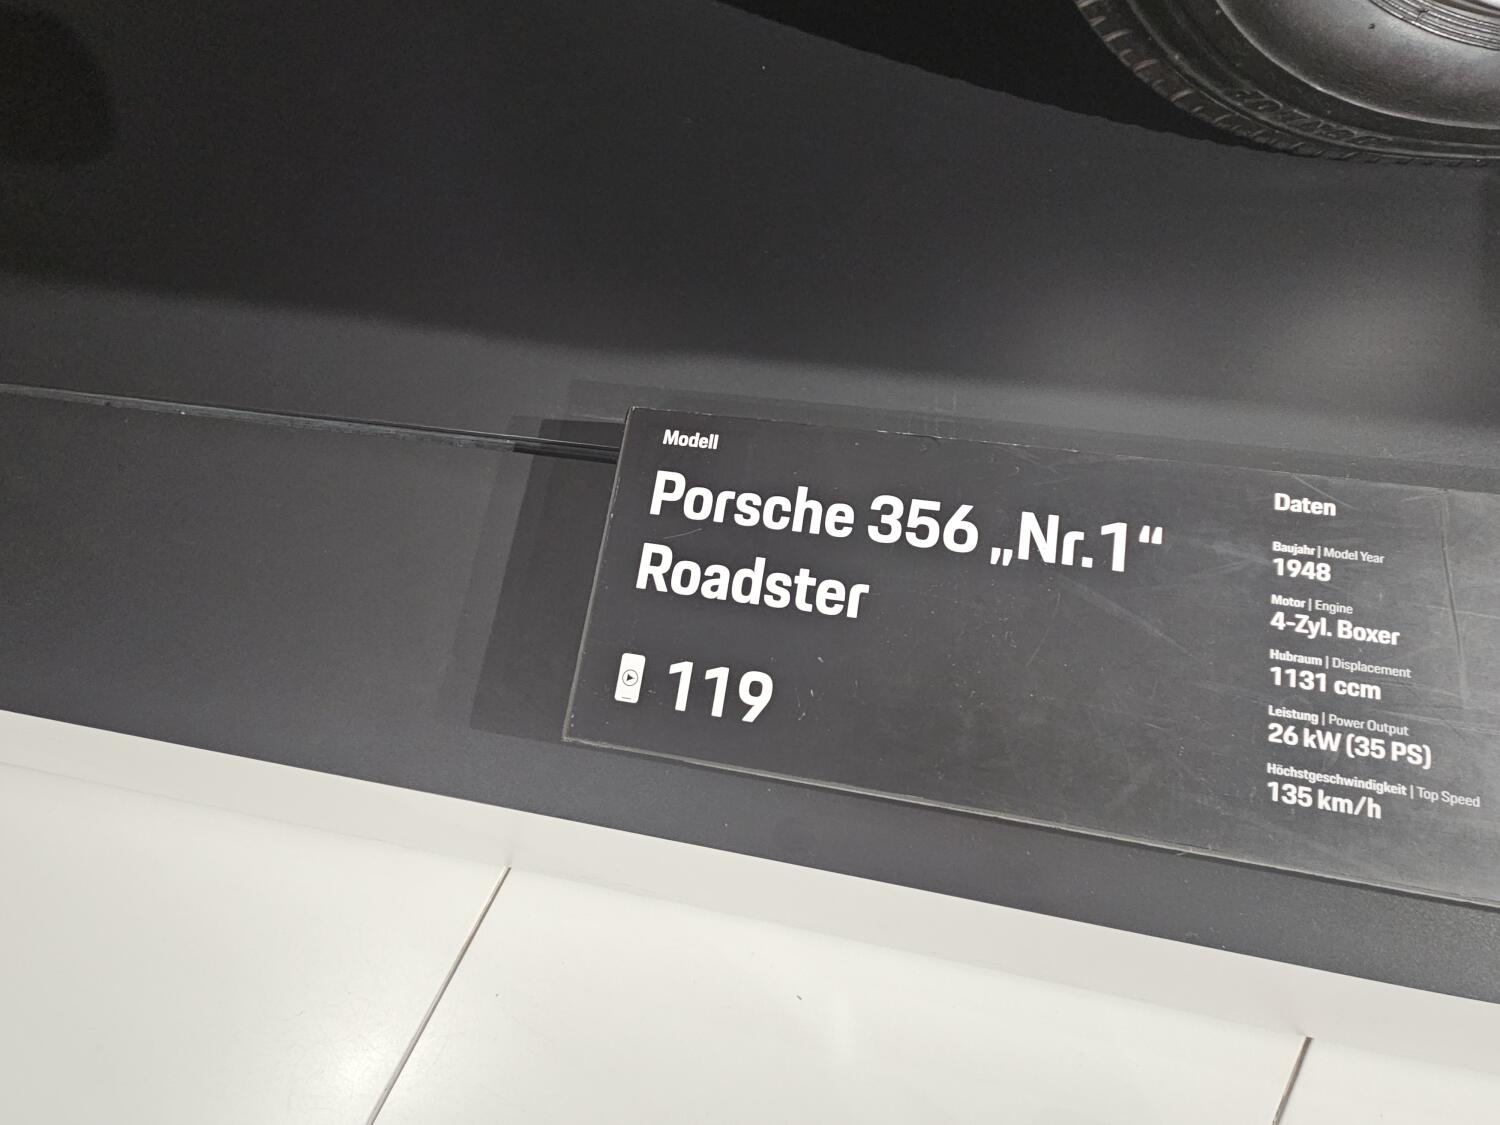 Modell
Porsche 356 „Nr.1“
Roadster
119
Daten
Baujahr | Model Year
1948
Motor | Engine
4-Zyl. Boxer
Hubraum | Displacement
1131 ccm
Leistung | Power Output
26 kW (35 PS)
Höchstgeschwindigkeit | Top Speed
135 km/h